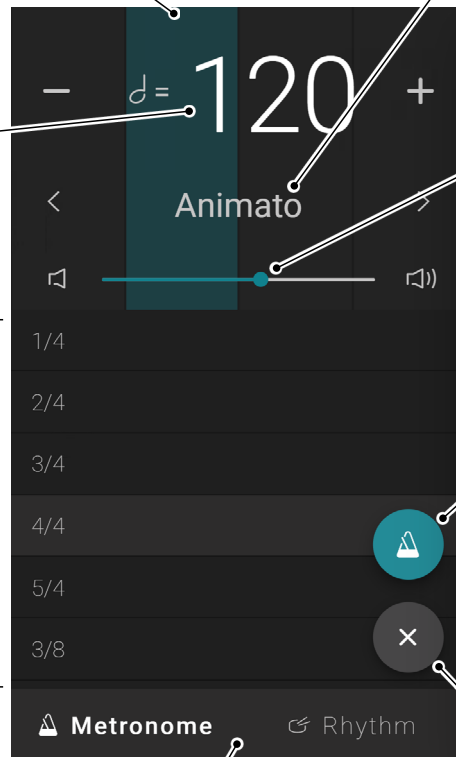 − 𝅗𝅥 = 120 +
< Animato >
1/4
2/4
3/4
4/4
5/4
3/8
Metronome Rhythm